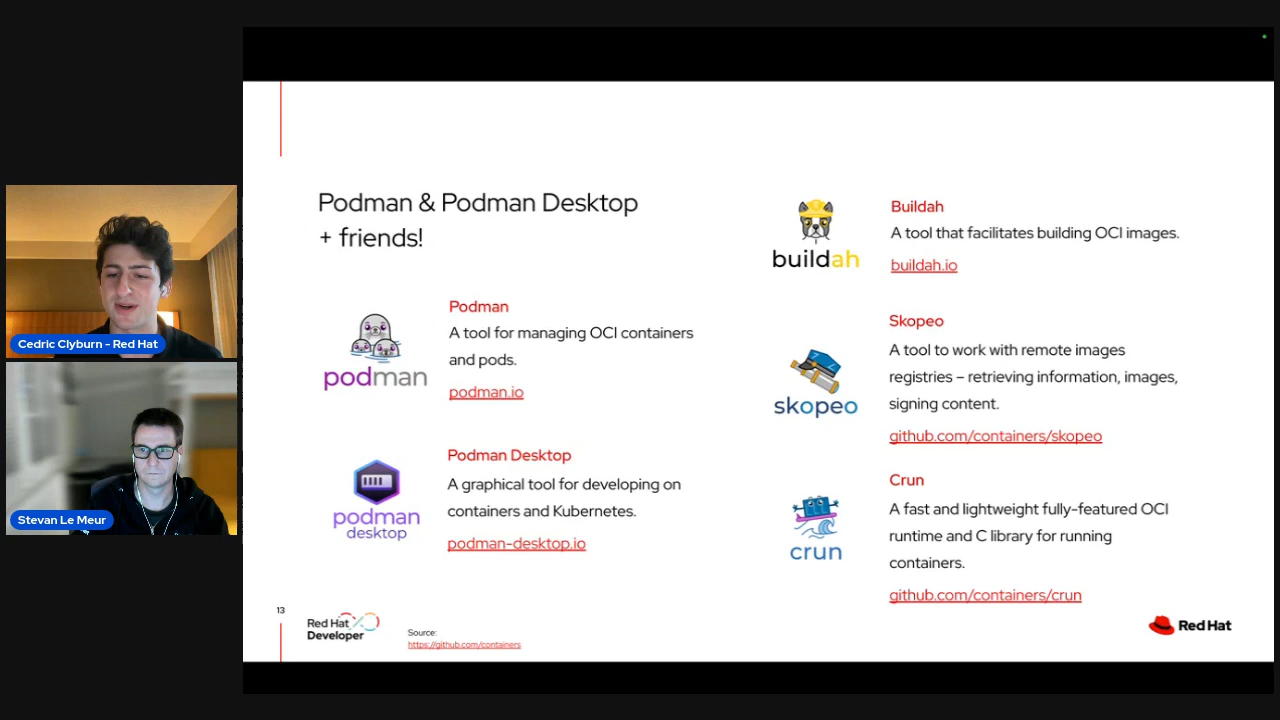 Cedric Clyburn - Red Hat
Stevan Le Meur
Podman & Podman Desktop
+ friends!
podman
Podman
A tool for managing OCI containers
and pods.
podman.io
podman
desktop
Podman Desktop
A graphical tool for developing on
containers and Kubernetes.
podman-desktop.io
buildah
Buildah
A tool that facilitates building OCI images.
buildah.io
skopeo
Skopeo
A tool to work with remote images
registries – retrieving information, images,
signing content.
github.com/containers/skopeo
crun
Crun
A fast and lightweight fully-featured OCI
runtime and C library for running
containers.
github.com/containers/crun
13
Red Hat
Developer
Source:
https://github.com/containers
Red Hat